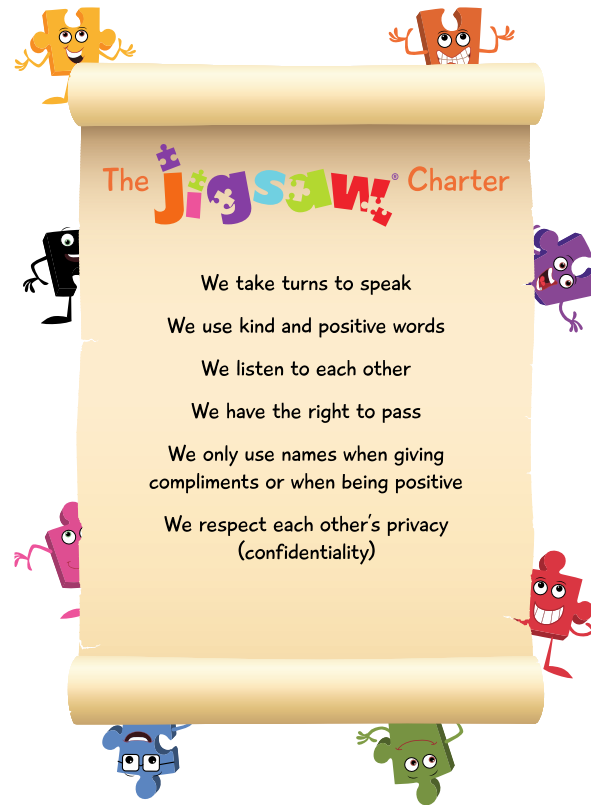 The jigsaw® Charter
We take turns to speak
We use kind and positive words
We listen to each other
We have the right to pass
We only use names when giving
compliments or when being positive
We respect each other's privacy
(confidentiality)